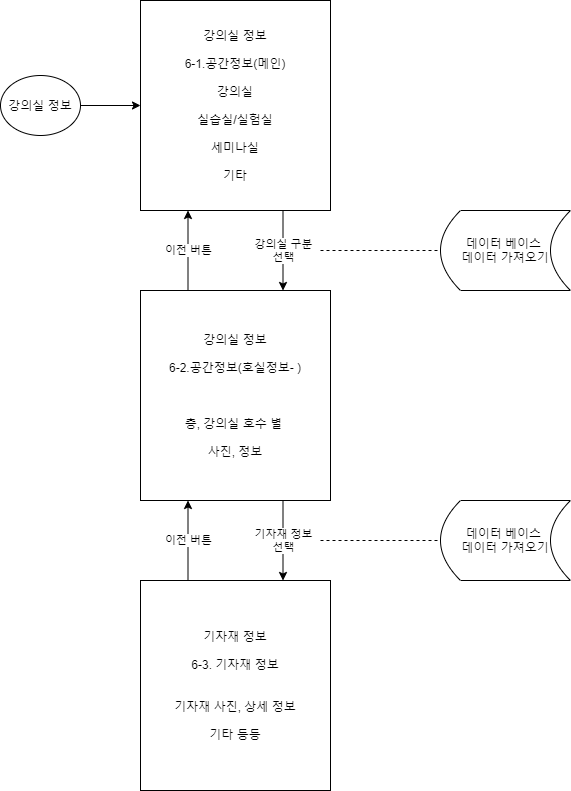 강의실 정보
6-1.공간정보(메인)
강의실
실습실/실험실
세미나실
기타
강의실 정보
이전 버튼
강의실 구분
선택
데이터 베이스
데이터 가져오기
강의실 정보
6-2.공간정보(호실정보- )
층, 강의실 호수 별
사진, 정보
이전 버튼
기자재 정보
선택
데이터 베이스
데이터 가져오기
기자재 정보
6-3. 기자재 정보
기자재 사진, 상세 정보
기타 등등